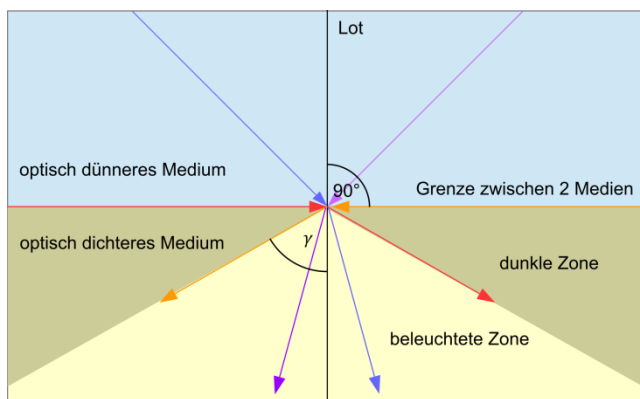 Lot
optisch dünneres Medium
90°
Grenze zwischen 2 Medien
optisch dichteres Medium
γ
dunkle Zone
beleuchtete Zone